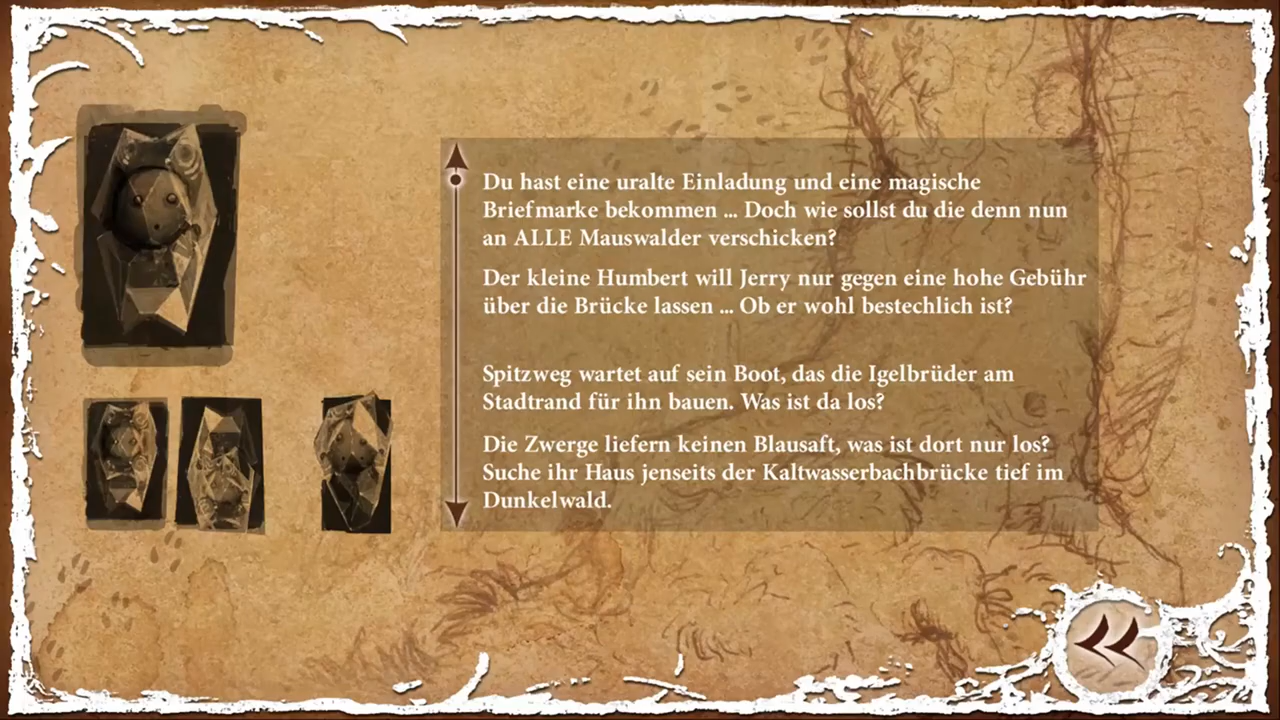 Du hast eine uralte Einladung und eine magische
Briefmarke bekommen ... Doch wie sollst du die denn nun
an ALLE Mauswalder verschicken?
Der kleine Humbert will Jerry nur gegen eine hohe Gebühr
über die Brücke lassen ... Ob er wohl bestechlich ist?
Spitzweg wartet auf sein Boot, das die Igelbrüder am
Stadtrand für ihn bauen. Was ist da los?
Die Zwerge liefern keinen Blausaft, was ist dort nur los?
Suche ihr Haus jenseits der Kaltwasserbachbrücke tief im
Dunkelwald.